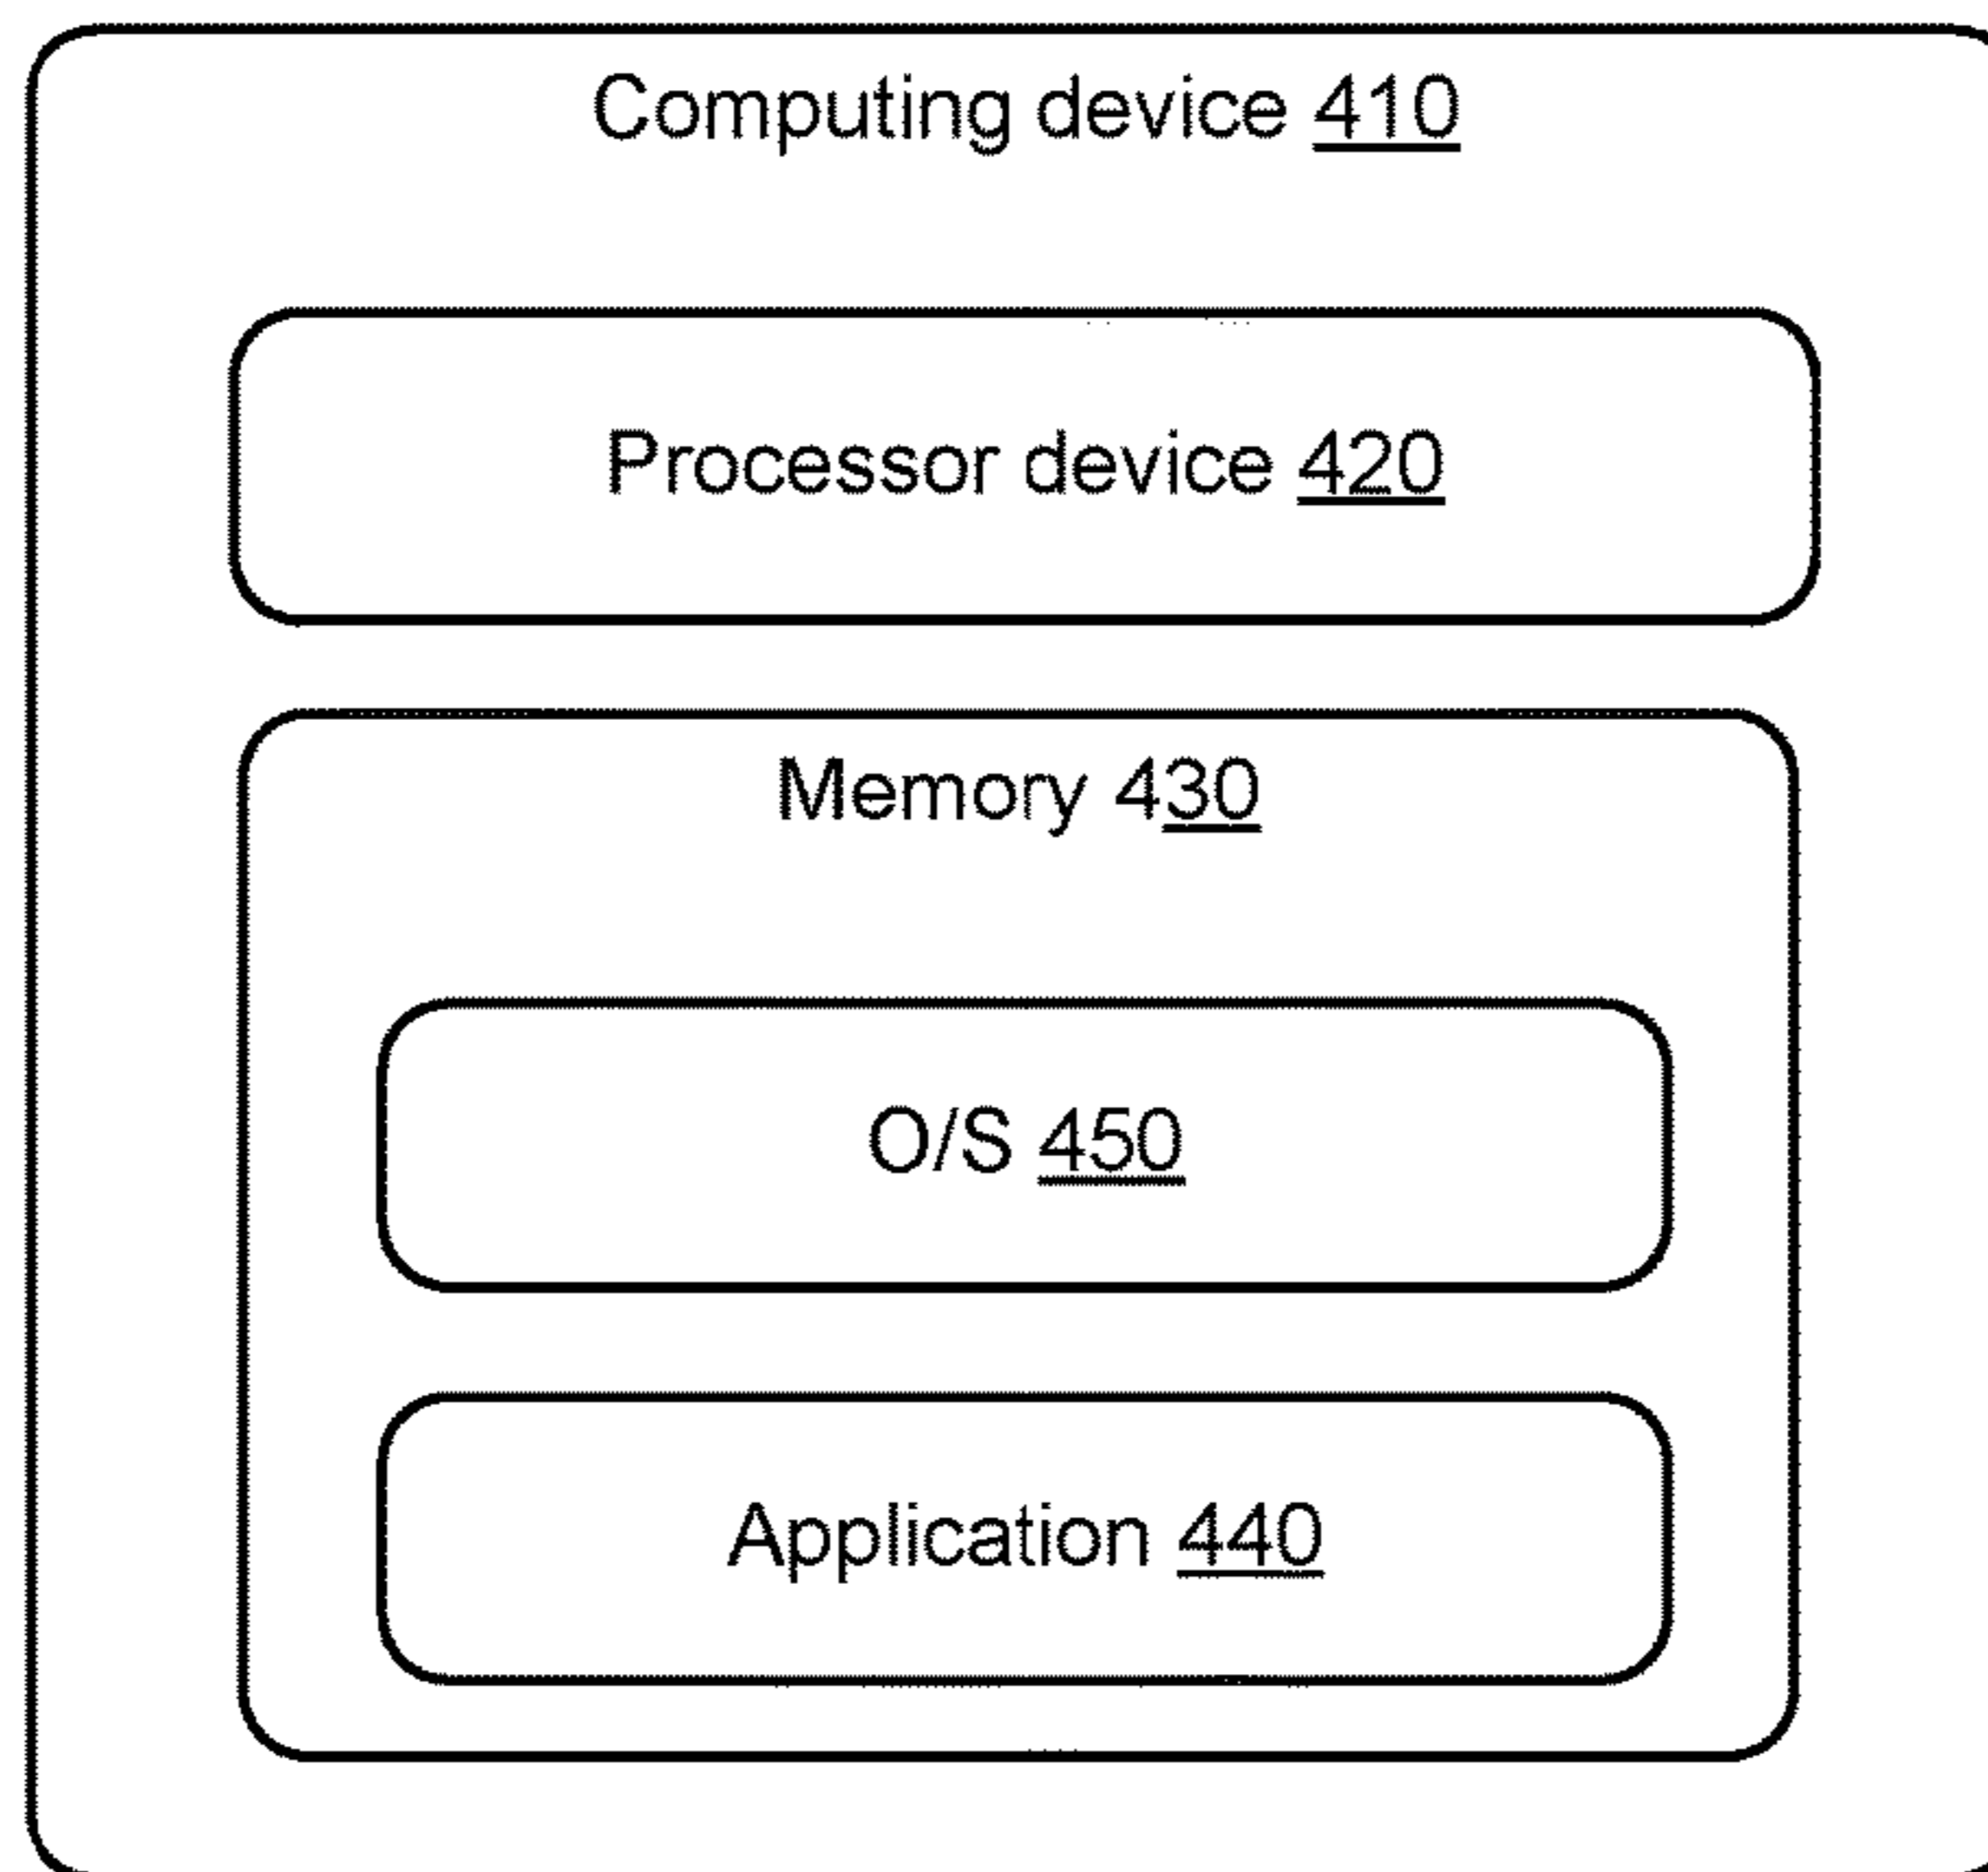 Computing device 410
Processor device 420
Memory 430
O/S 450
Application 440